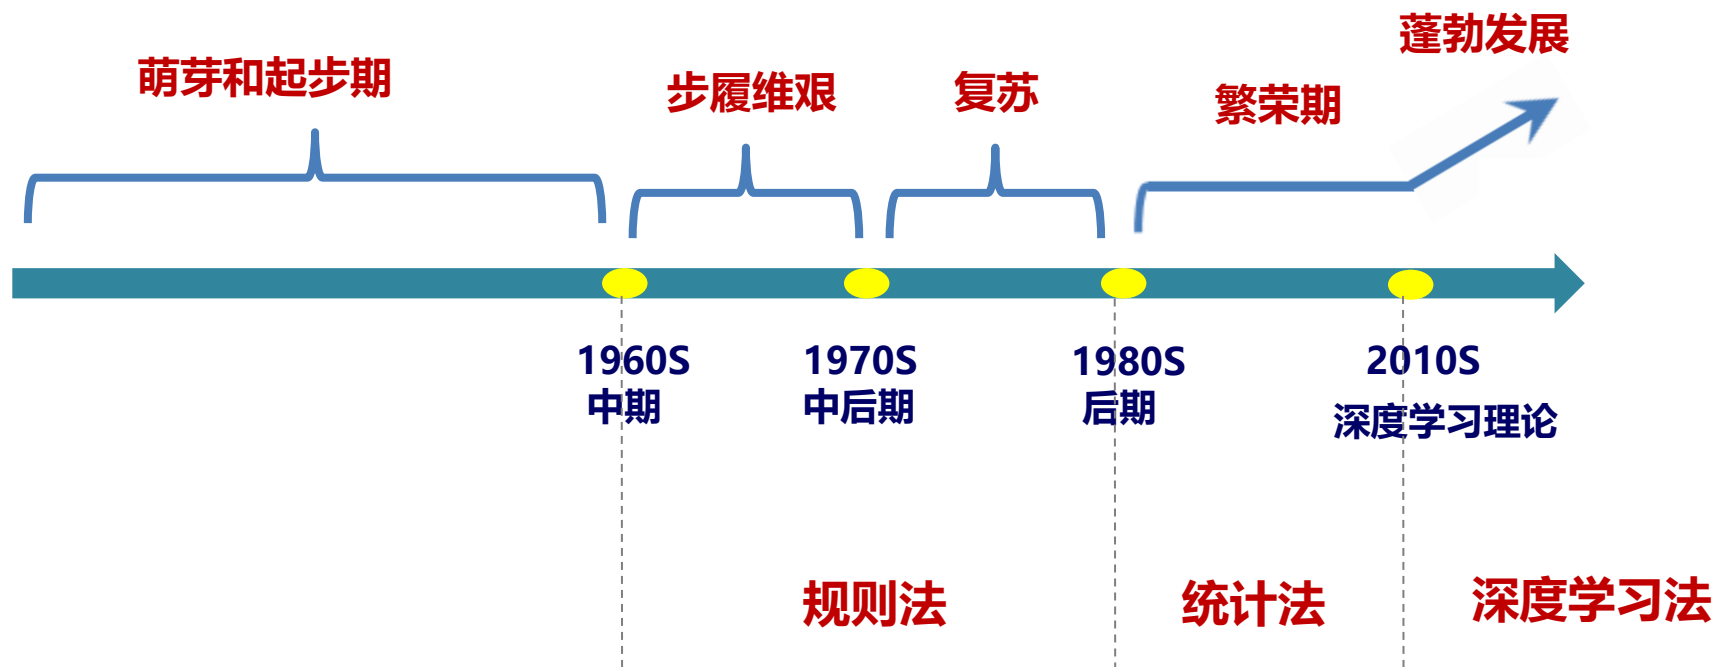 蓬勃发展
萌芽和起步期
步履维艰
复苏
繁荣期
1960S
中期
1970S
中后期
1980S
后期
2010S
深度学习理论
规则法
统计法
深度学习法